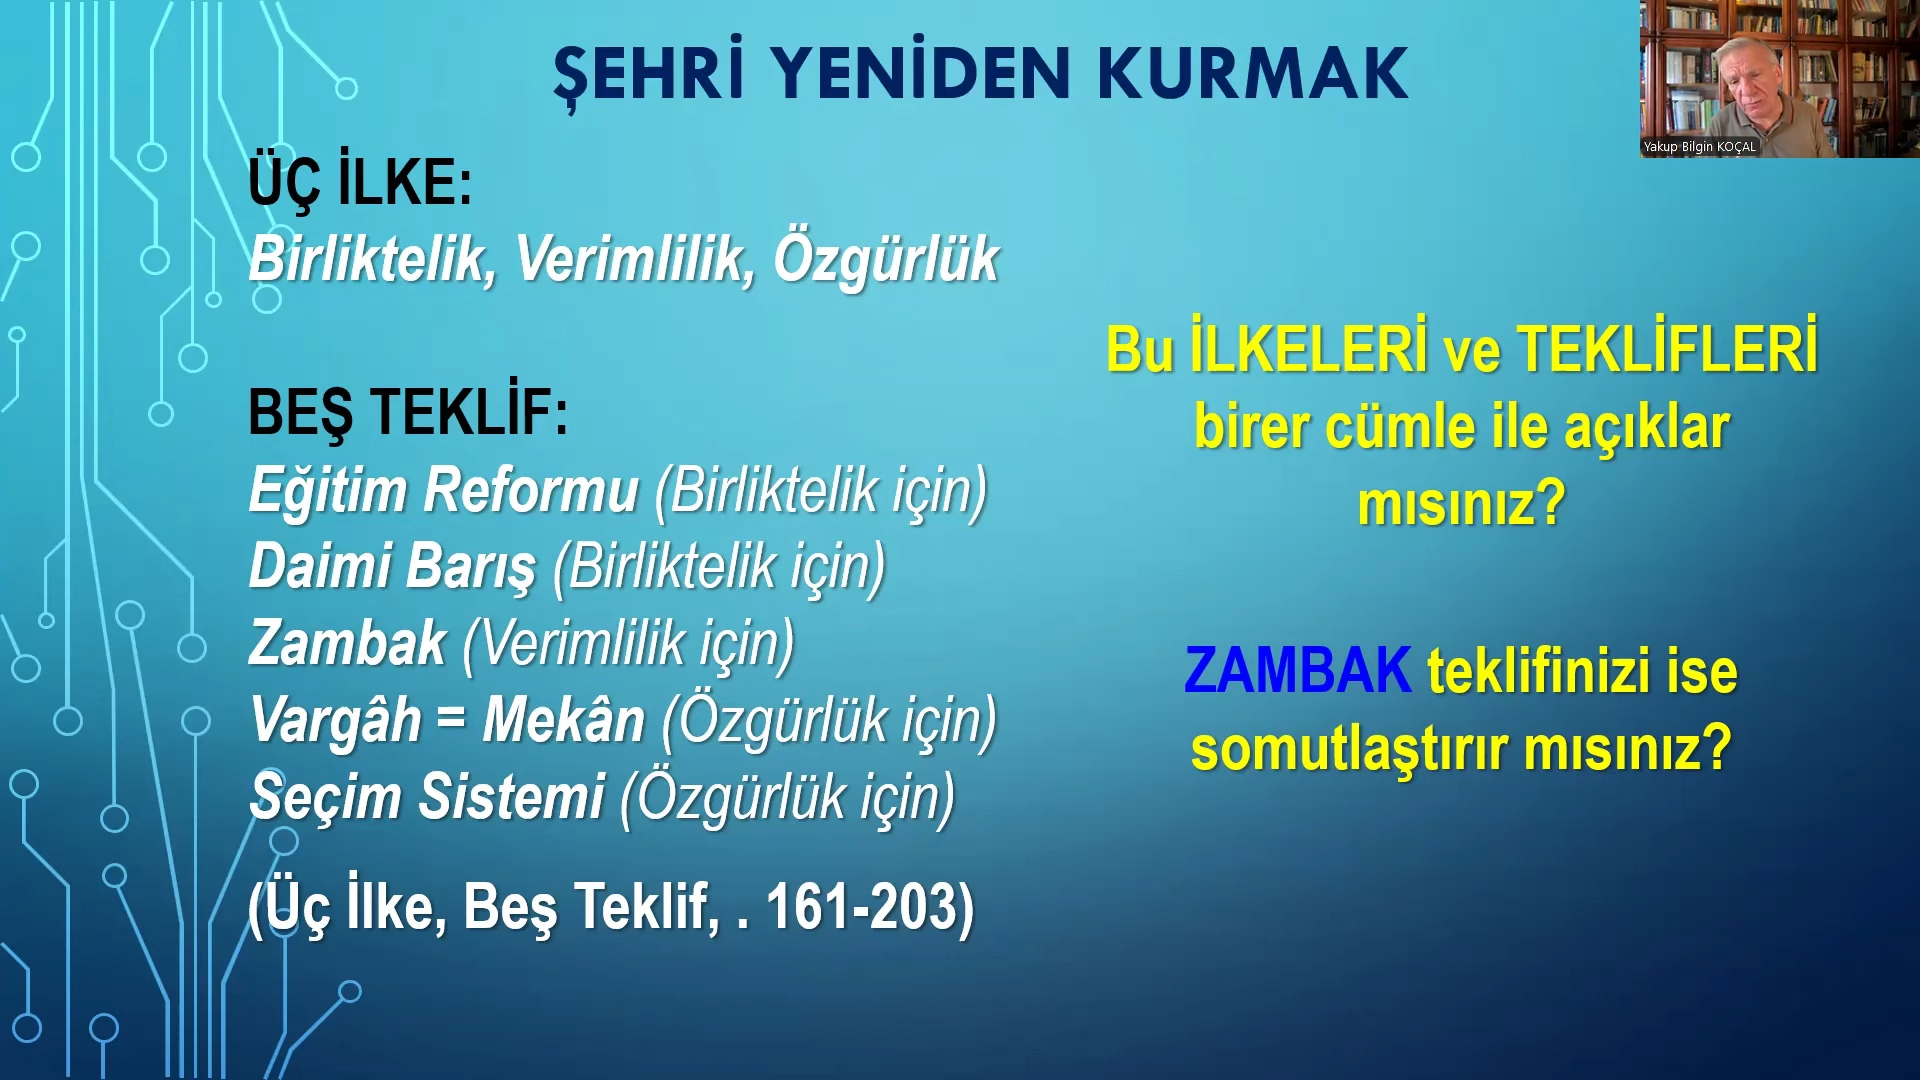 ŞEHRİ YENİDEN KURMAK
Yakup Bilgin KOÇAL
ÜÇ İLKE:
Birliktelik, Verimlilik, Özgürlük
BEŞ TEKLİF:
Eğitim Reformu (Birliktelik için)
Daimi Barış (Birliktelik için)
Zambak (Verimlilik için)
Vargâh = Mekân (Özgürlük için)
Seçim Sistemi (Özgürlük için)
(Üç İlke, Beş Teklif, . 161-203)
Bu İLKELERİ ve TEKLİFLERİ
birer cümle ile açıklar
mısınız?
ZAMBAK teklifinizi ise
somutlaştırır mısınız?